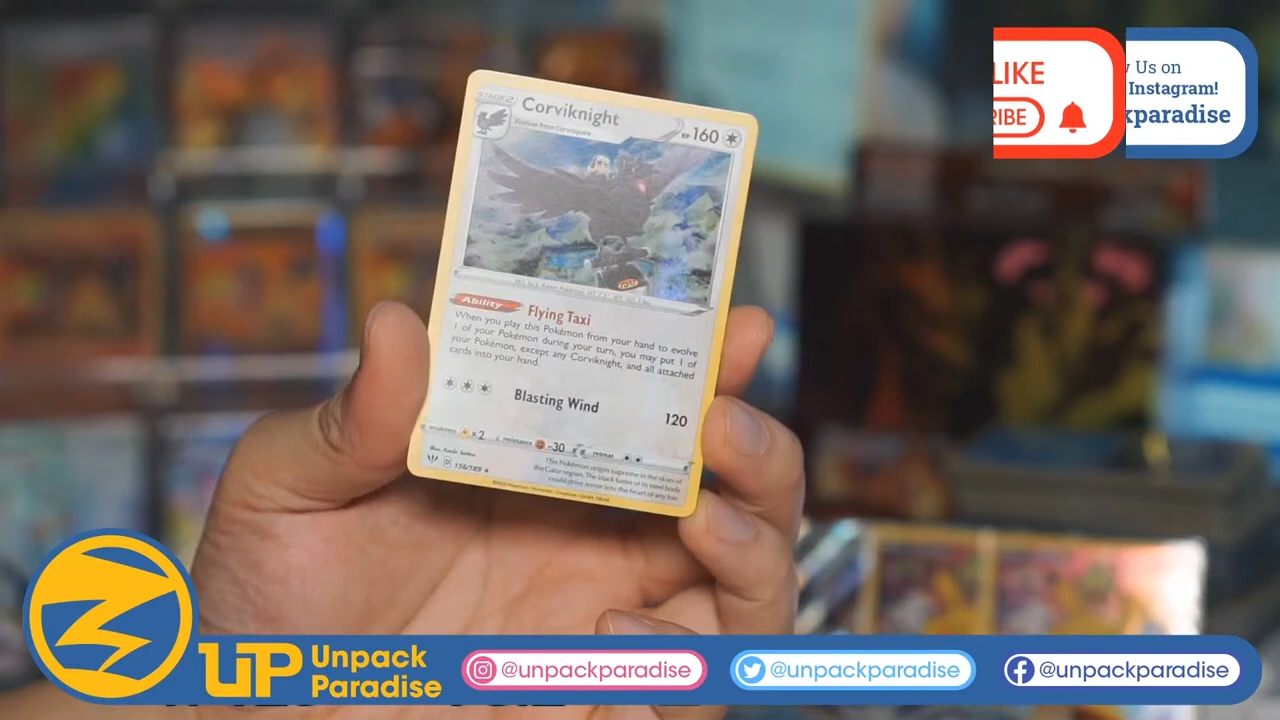 LIKE
RIBE
v Us on
Instagram!
kparadise
STAGE 2
Corviknight
HP 160
Evolves from Corvisquire
TAXI
Ability
Flying Taxi
When you play this Pokémon from your hand to evolve
1 of your Pokémon during your turn, you may put 1 of
your Pokémon, except any Corviknight, and all attached
cards into your hand.
Blasting Wind
120
weakness
×2
resistance
-30
retreat
D
156/189
This Pokémon reigns supreme in the skies of
the Galar region. The black luster of its steel body
could drive terror into the heart of any foe.
UP
Unpack
Paradise
@unpackparadise
@unpackparadise
@unpackparadise